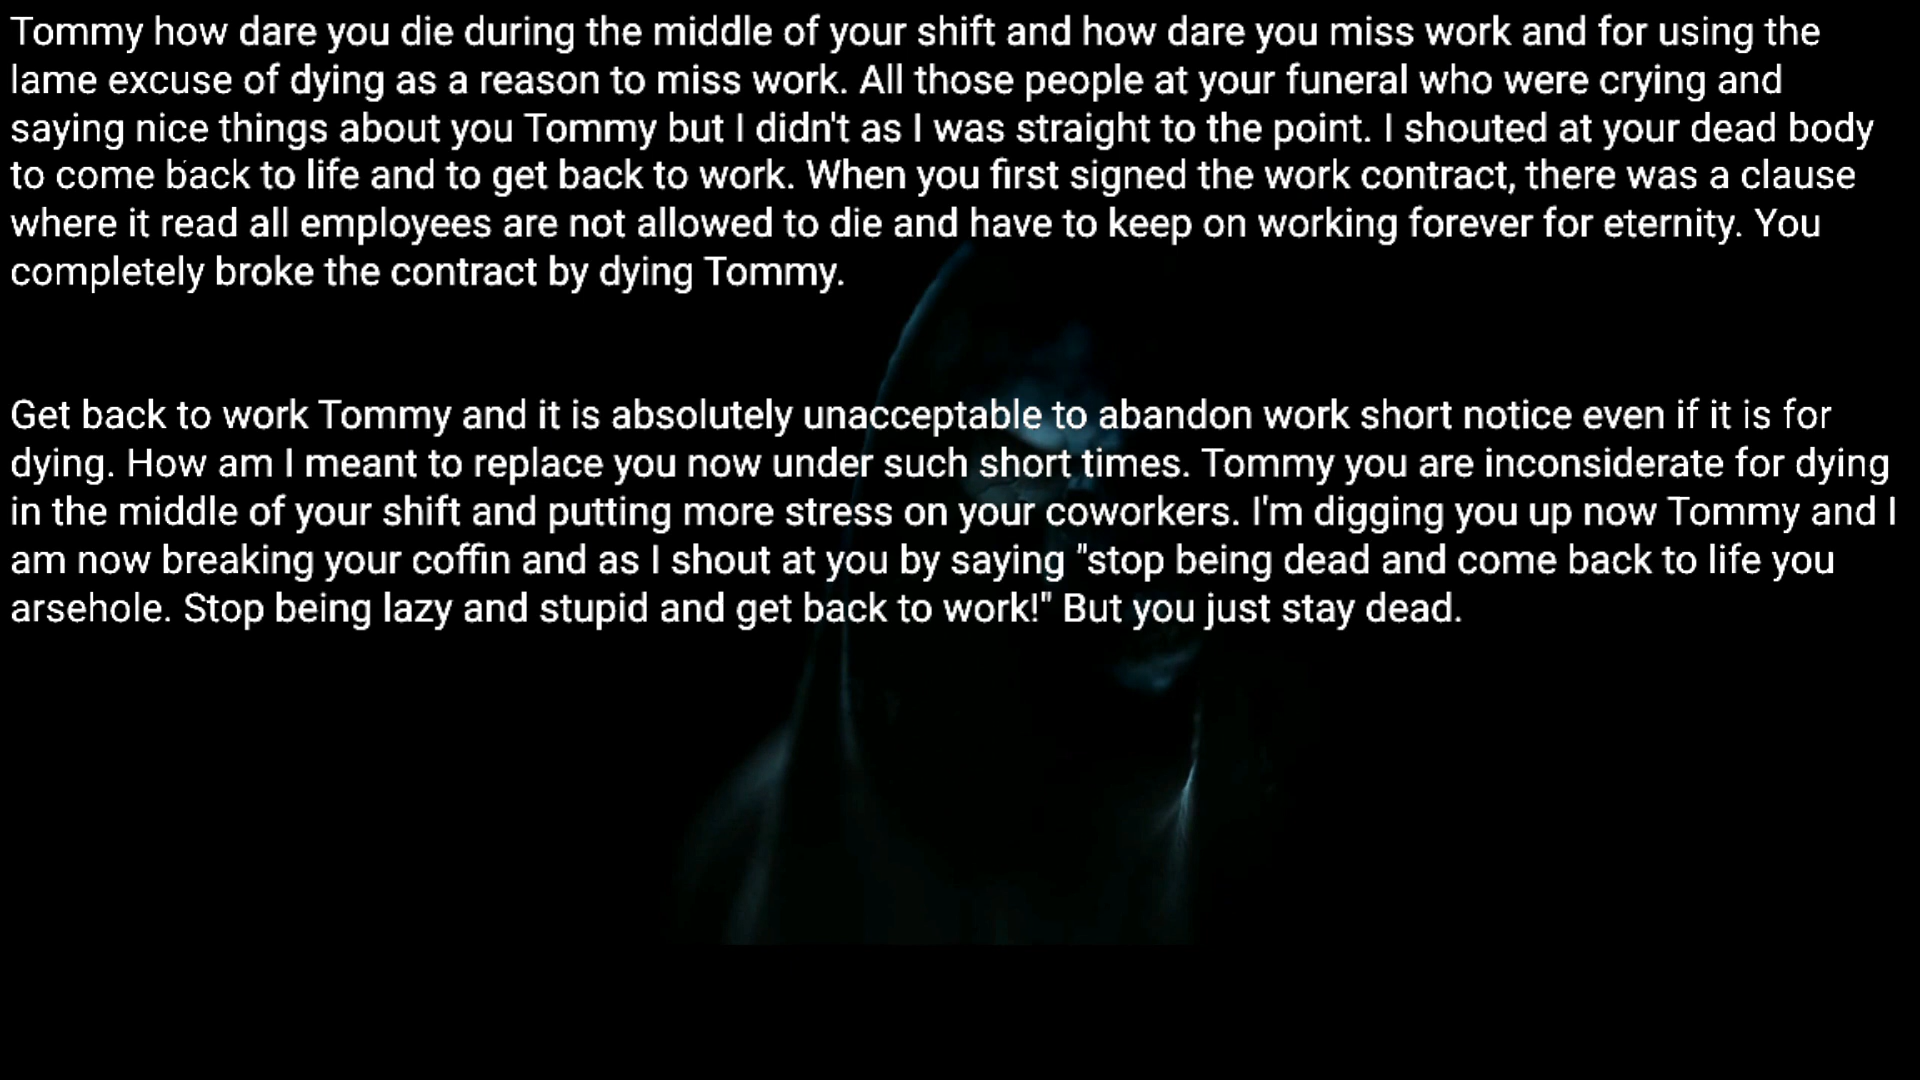 Tommy how dare you die during the middle of your shift and how dare you miss work and for using the
lame excuse of dying as a reason to miss work. All those people at your funeral who were crying and
saying nice things about you Tommy but I didn't as I was straight to the point. I shouted at your dead body
to come back to life and to get back to work. When you first signed the work contract, there was a clause
where it read all employees are not allowed to die and have to keep on working forever for eternity. You
completely broke the contract by dying Tommy.
Get back to work Tommy and it is absolutely unacceptable to abandon work short notice even if it is for
dying. How am I meant to replace you now under such short times. Tommy you are inconsiderate for dying
in the middle of your shift and putting more stress on your coworkers. I'm digging you up now Tommy and I
am now breaking your coffin and as I shout at you by saying "stop being dead and come back to life you
arsehole. Stop being lazy and stupid and get back to work!" But you just stay dead.